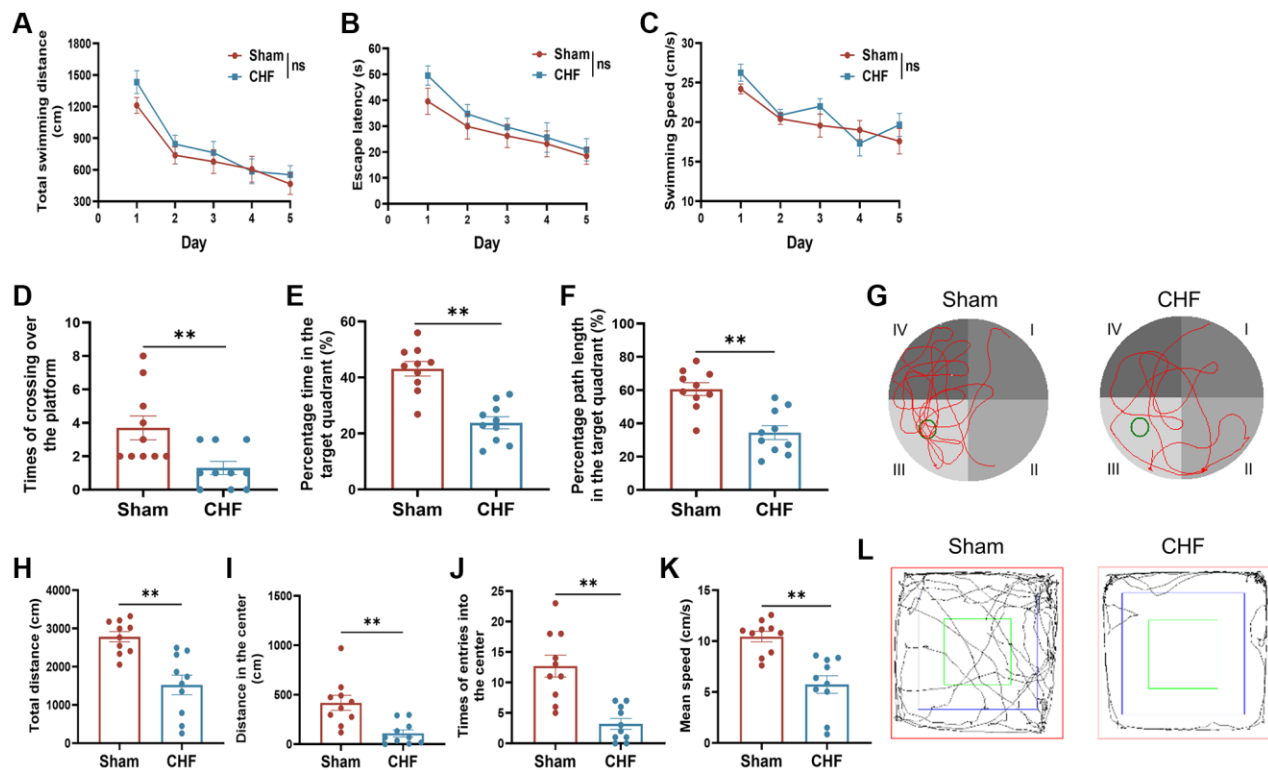 A
Total swimming distance
(cm)
1800
1500
1200
900
600
300
0
1
2
3
4
5
Day
Sham
CHF
ns
B
Escape latency (s)
60
50
40
30
20
10
0
0
1
2
3
4
5
Day
Sham
CHF
ns
C
Swimming Speed (cm/s)
30
25
20
15
10
0
1
2
3
4
5
Day
Sham
CHF
ns
D
Times of crossing over
the platform
10
8
6
4
2
0
**
Sham
CHF
E
Percentage time in the
target quadrant (%)
60
40
20
0
**
Sham
CHF
F
Percentage path length
in the target quadrant (%)
100
80
60
40
20
0
**
Sham
CHF
G
Sham
IV
I
III
II
CHF
IV
I
III
II
H
Total distance (cm)
4000
3000
2000
1000
0
**
Sham
CHF
I
Distance in the center
(cm)
1500
1000
500
0
**
Sham
CHF
J
Times of entries into
the center
25
20
15
10
5
0
**
Sham
CHF
K
Mean speed (cm/s)
15
10
5
0
**
Sham
CHF
L
Sham
CHF